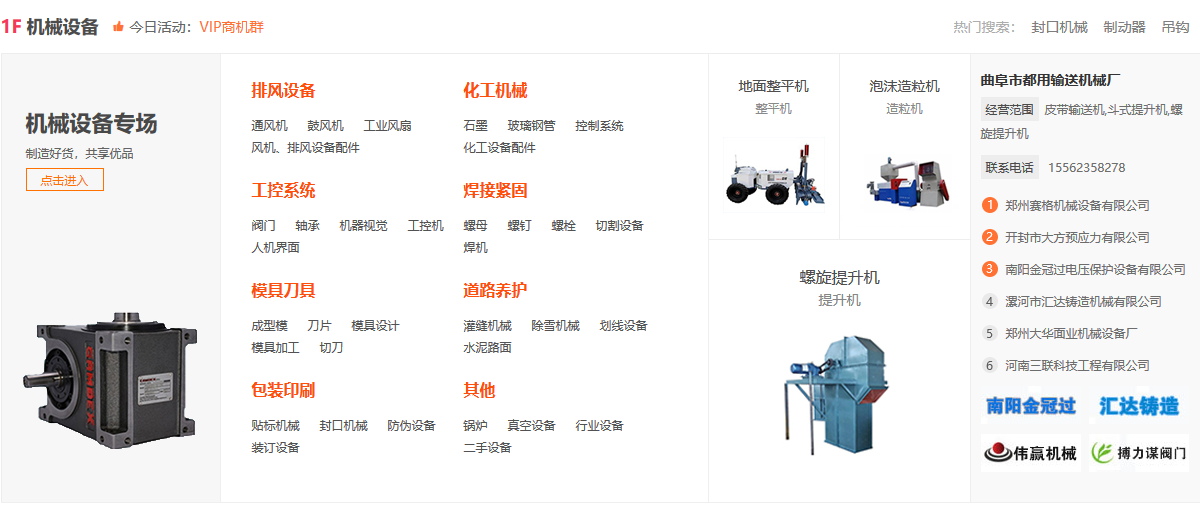 1F 机械设备 今日活动：VIP商机群
热门搜索： 封口机械 制动器 吊钩
机械设备专场
制造好货，共享优品
点击进入
CAMDEX
排风设备
通风机 鼓风机 工业风扇
风机、排风设备配件
化工机械
石墨 玻璃钢管 控制系统
化工设备配件
工控系统
阀门 轴承 机器视觉 工控机
人机界面
焊接紧固
螺母 螺钉 螺栓 切割设备
焊机
模具刀具
成型模 刀片 模具设计
模具加工 切刀
道路养护
灌缝机械 除雪机械 划线设备
水泥路面
包装印刷
贴标机械 封口机械 防伪设备
装订设备
其他
锅炉 真空设备 行业设备
二手设备
地面整平机
整平机
泡沫造粒机
造粒机
螺旋提升机
提升机
曲阜市都用输送机械厂
经营范围 皮带输送机,斗式提升机,螺
旋提升机
联系电话 15562358278
1 郑州赛格机械设备有限公司
2 开封市大方预应力有限公司
3 南阳金冠过电压保护设备有限公司
4 漯河市汇达铸造机械有限公司
5 郑州大华面业机械设备厂
6 河南三联科技工程有限公司
南阳金冠过 汇达铸造
伟赢机械 搏力谋阀门